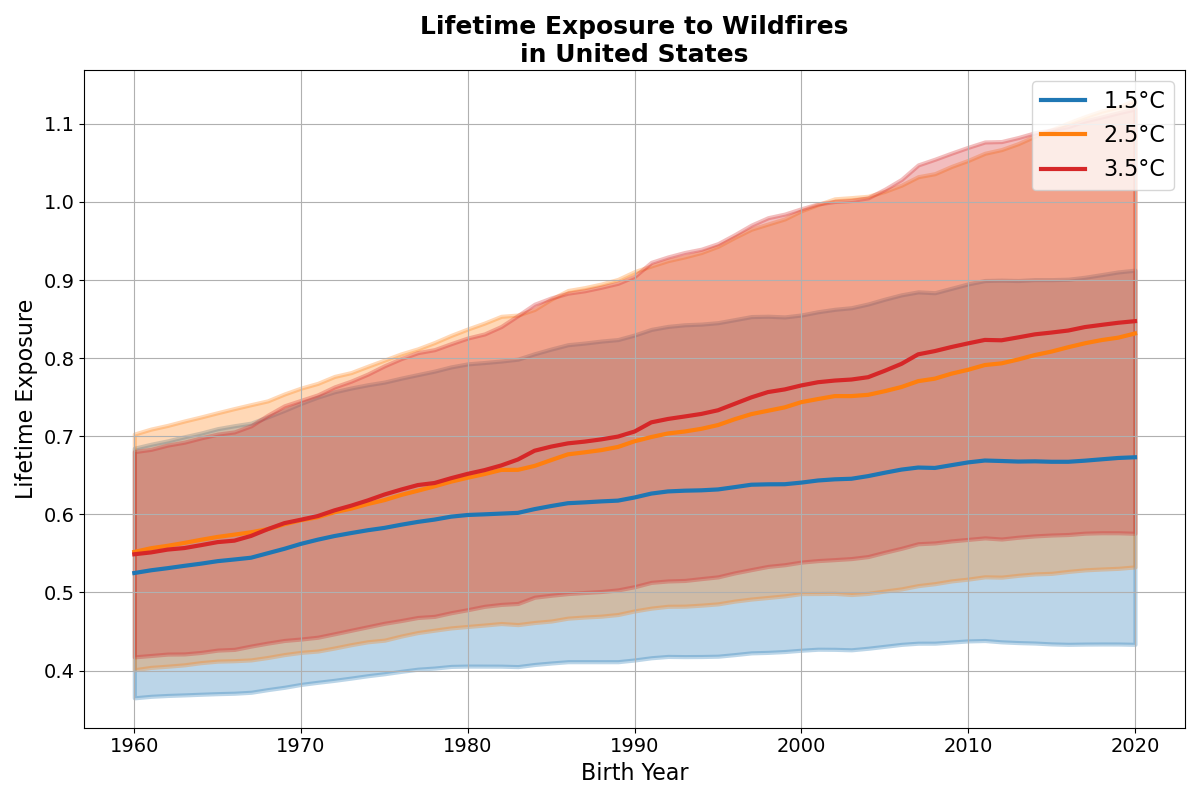 Lifetime Exposure to Wildfires
in United States
1.5°C
2.5°C
3.5°C
Lifetime Exposure
1.1
1.0
0.9
0.8
0.7
0.6
0.5
0.4
1960 1970 1980 1990 2000 2010 2020
Birth Year